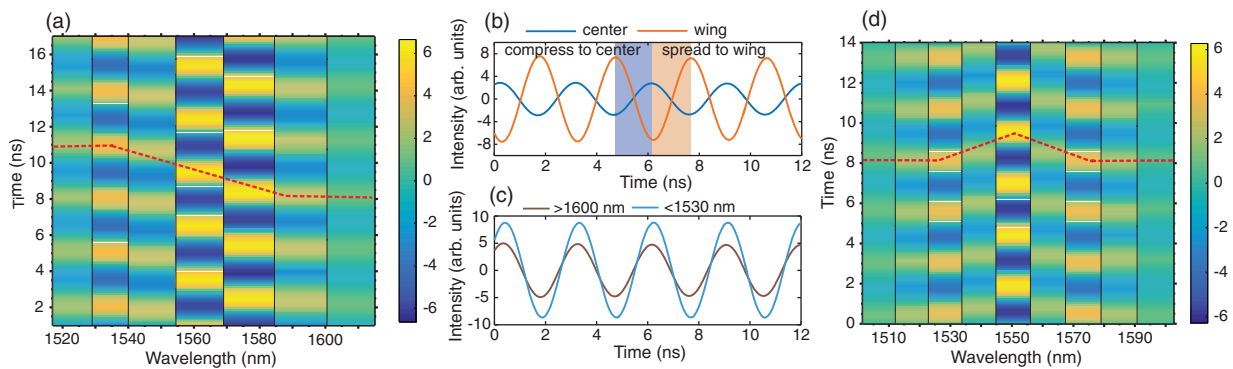 (a)
Time (ns)
16
14
12
10
8
6
4
2
1520 1540 1560 1580 1600
Wavelength (nm)
6
4
2
0
-2
-4
-6
(b)
center wing
compress to center spread to wing
Intensity (arb. units)
8
4
0
-4
-8
0 2 4 6 8 10 12
Time (ns)
(c)
>1600 nm <1530 nm
Intensity (arb. units)
10
5
0
-5
-10
0 2 4 6 8 10 12
Time (ns)
(d)
Time (ns)
14
12
10
8
6
4
2
0
1510 1530 1550 1570 1590
Wavelength (nm)
6
4
2
0
-2
-4
-6